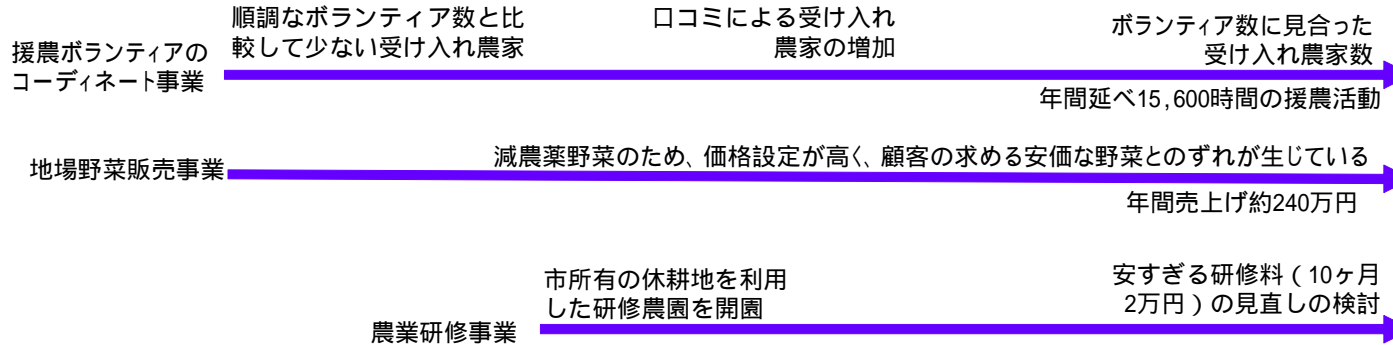 援農ボランティアの
コーディネート事業
順調なボランティア数と比
較して少ない受け入れ農家
口コミによる受け入れ
農家の増加
ボランティア数に見合った
受け入れ農家数
年間延べ15,600時間の援農活動
地場野菜販売事業
減農薬野菜のため、価格設定が高く、顧客の求める安価な野菜とのずれが生じている
年間売上げ約240万円
農業研修事業
市所有の休耕地を利用
した研修農園を開園
安すぎる研修料（10ヶ月
2万円）の見直しの検討